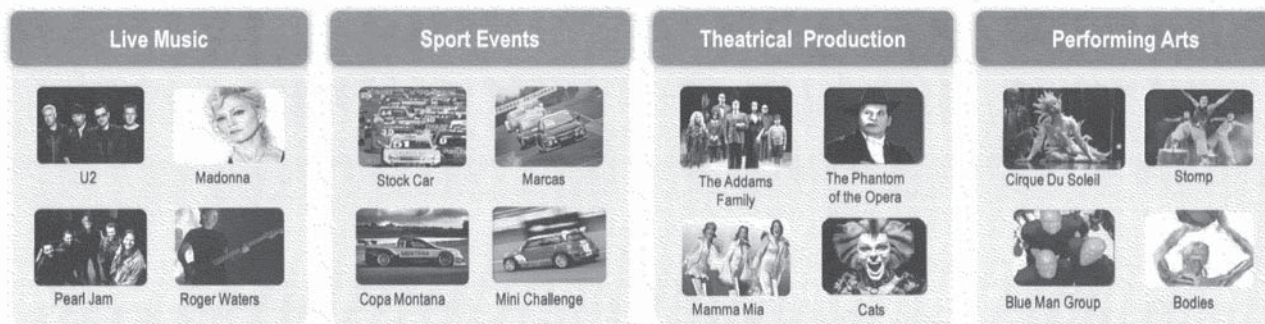 Live Music
U2
Madonna
Pearl Jam
Roger Waters
Sport Events
Stock Car
Marcas
Copa Montana
Mini Challenge
Theatrical Production
The Addams
Family
The Phantom
of the Opera
Mamma Mia
Cats
Performing Arts
Cirque Du Soleil
Stomp
Blue Man Group
Bodies